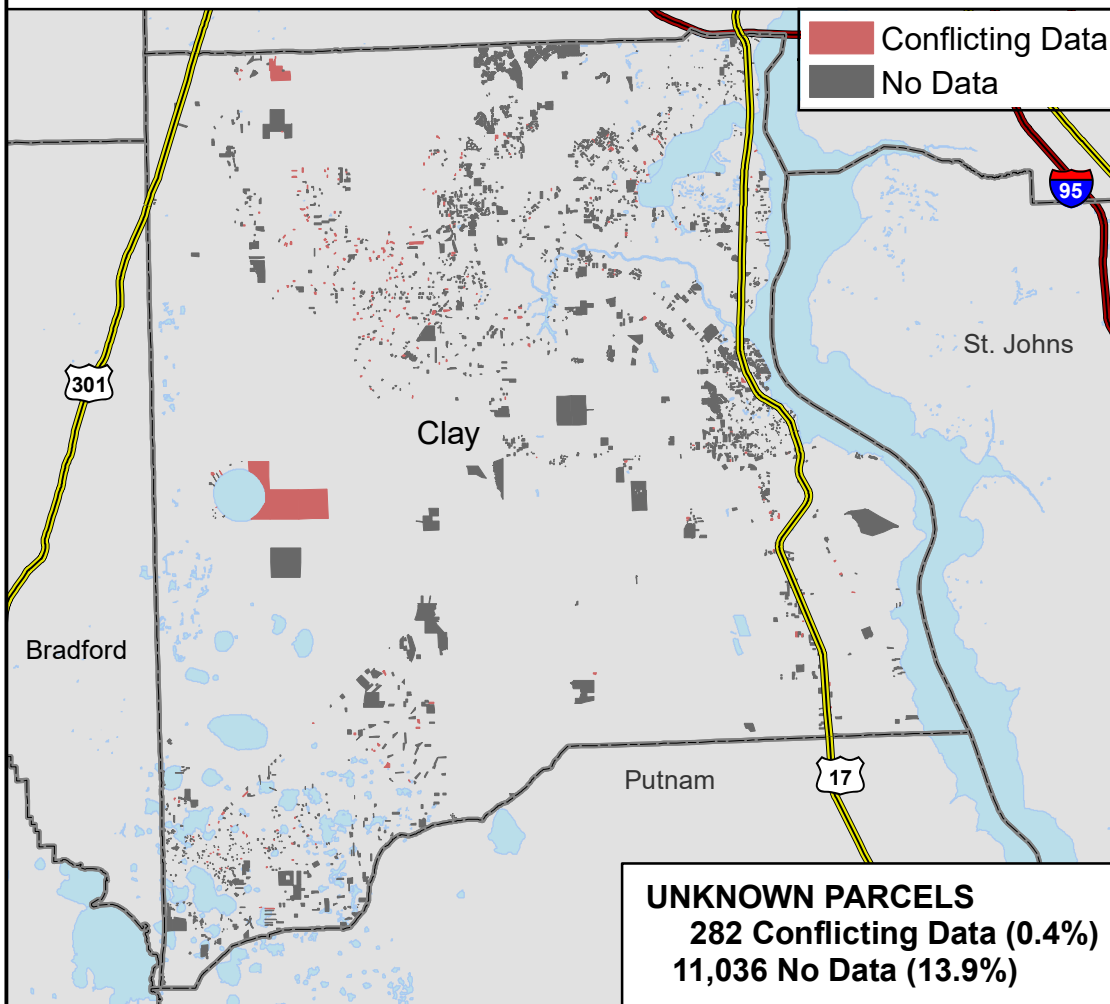 Conflicting Data
No Data
95
St. Johns
301
Clay
Bradford
Putnam
17
UNKNOWN PARCELS
282 Conflicting Data (0.4%)
11,036 No Data (13.9%)